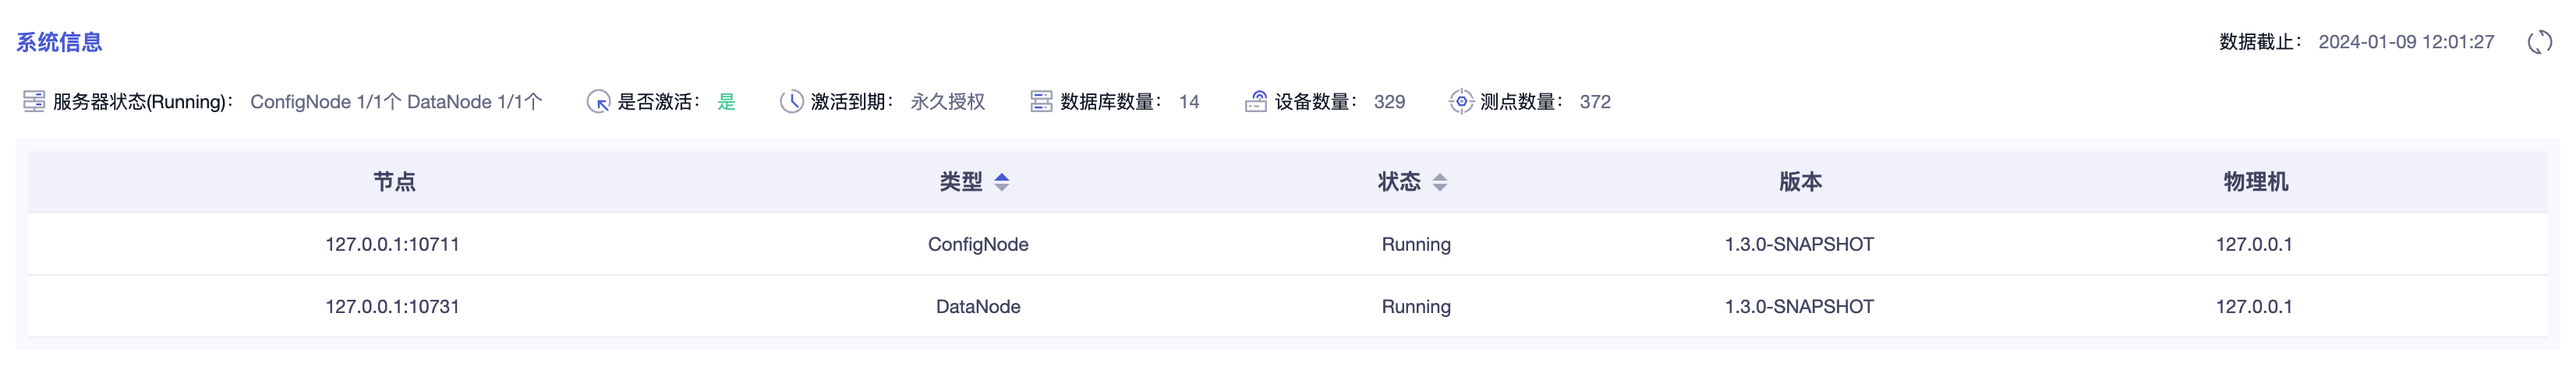 系统信息 数据截止： 2024-01-09 12:01:27
服务器状态(Running)： ConfigNode 1/1个 DataNode 1/1个 是否激活： 是 激活到期： 永久授权 数据库数量： 14 设备数量： 329 测点数量： 372
节点 类型 状态 版本 物理机
127.0.0.1:10711 ConfigNode Running 1.3.0-SNAPSHOT 127.0.0.1
127.0.0.1:10731 DataNode Running 1.3.0-SNAPSHOT 127.0.0.1